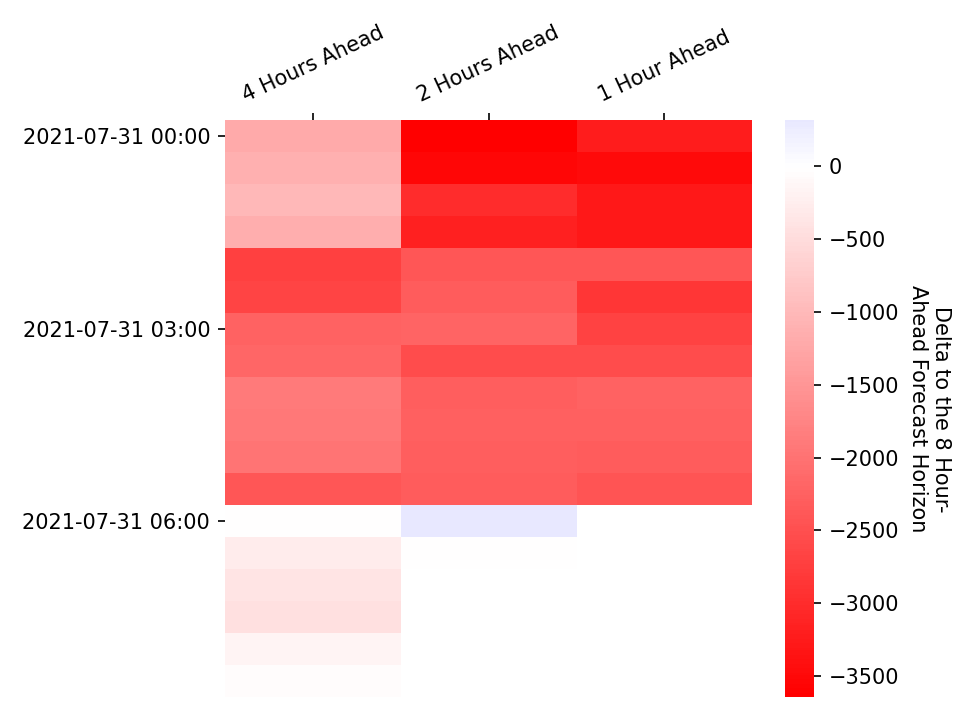 4 Hours Ahead
2 Hours Ahead
1 Hour Ahead
2021-07-31 00:00
2021-07-31 03:00
2021-07-31 06:00
0
−500
−1000
−1500
−2000
−2500
−3000
−3500
Delta to the 8 Hour-
Ahead Forecast Horizon